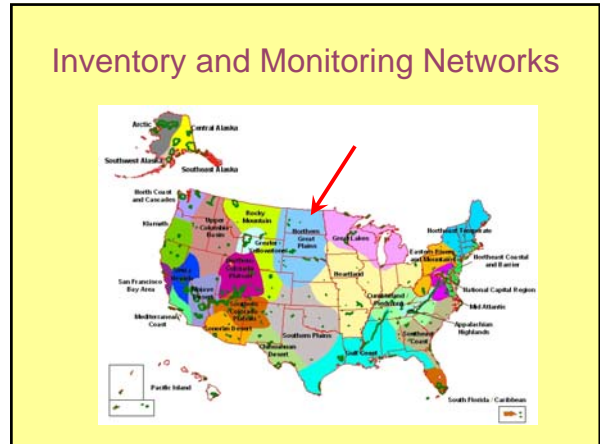 Inventory and Monitoring Networks
Arctic
Central Alaska
Southwest Alaska
Southeast Alaska
North Coast
and Cascades
Rocky
Mountain
Upper
Columbia
Basin
Northern
Great
Plains
Great Lakes
Northeast Temperate
Klamath
Greater
Yellowstone
Eastern Rivers
and Mountains
Northeast Coastal
and Barrier
Northern
Colorado
Plateau
Heartland
San Francisco
Bay Area
Mojave
Desert
National Capital Region
Cumberland
Mid-Atlantic
Southern
Colorado
Plateau
Mediterranean
Coast
Appalachian
Highlands
Sonoran Desert
Southern Plains
Southeast
Coast
Chihuahuan
Desert
Gulf Coast
Pacific Island
South Florida / Caribbean